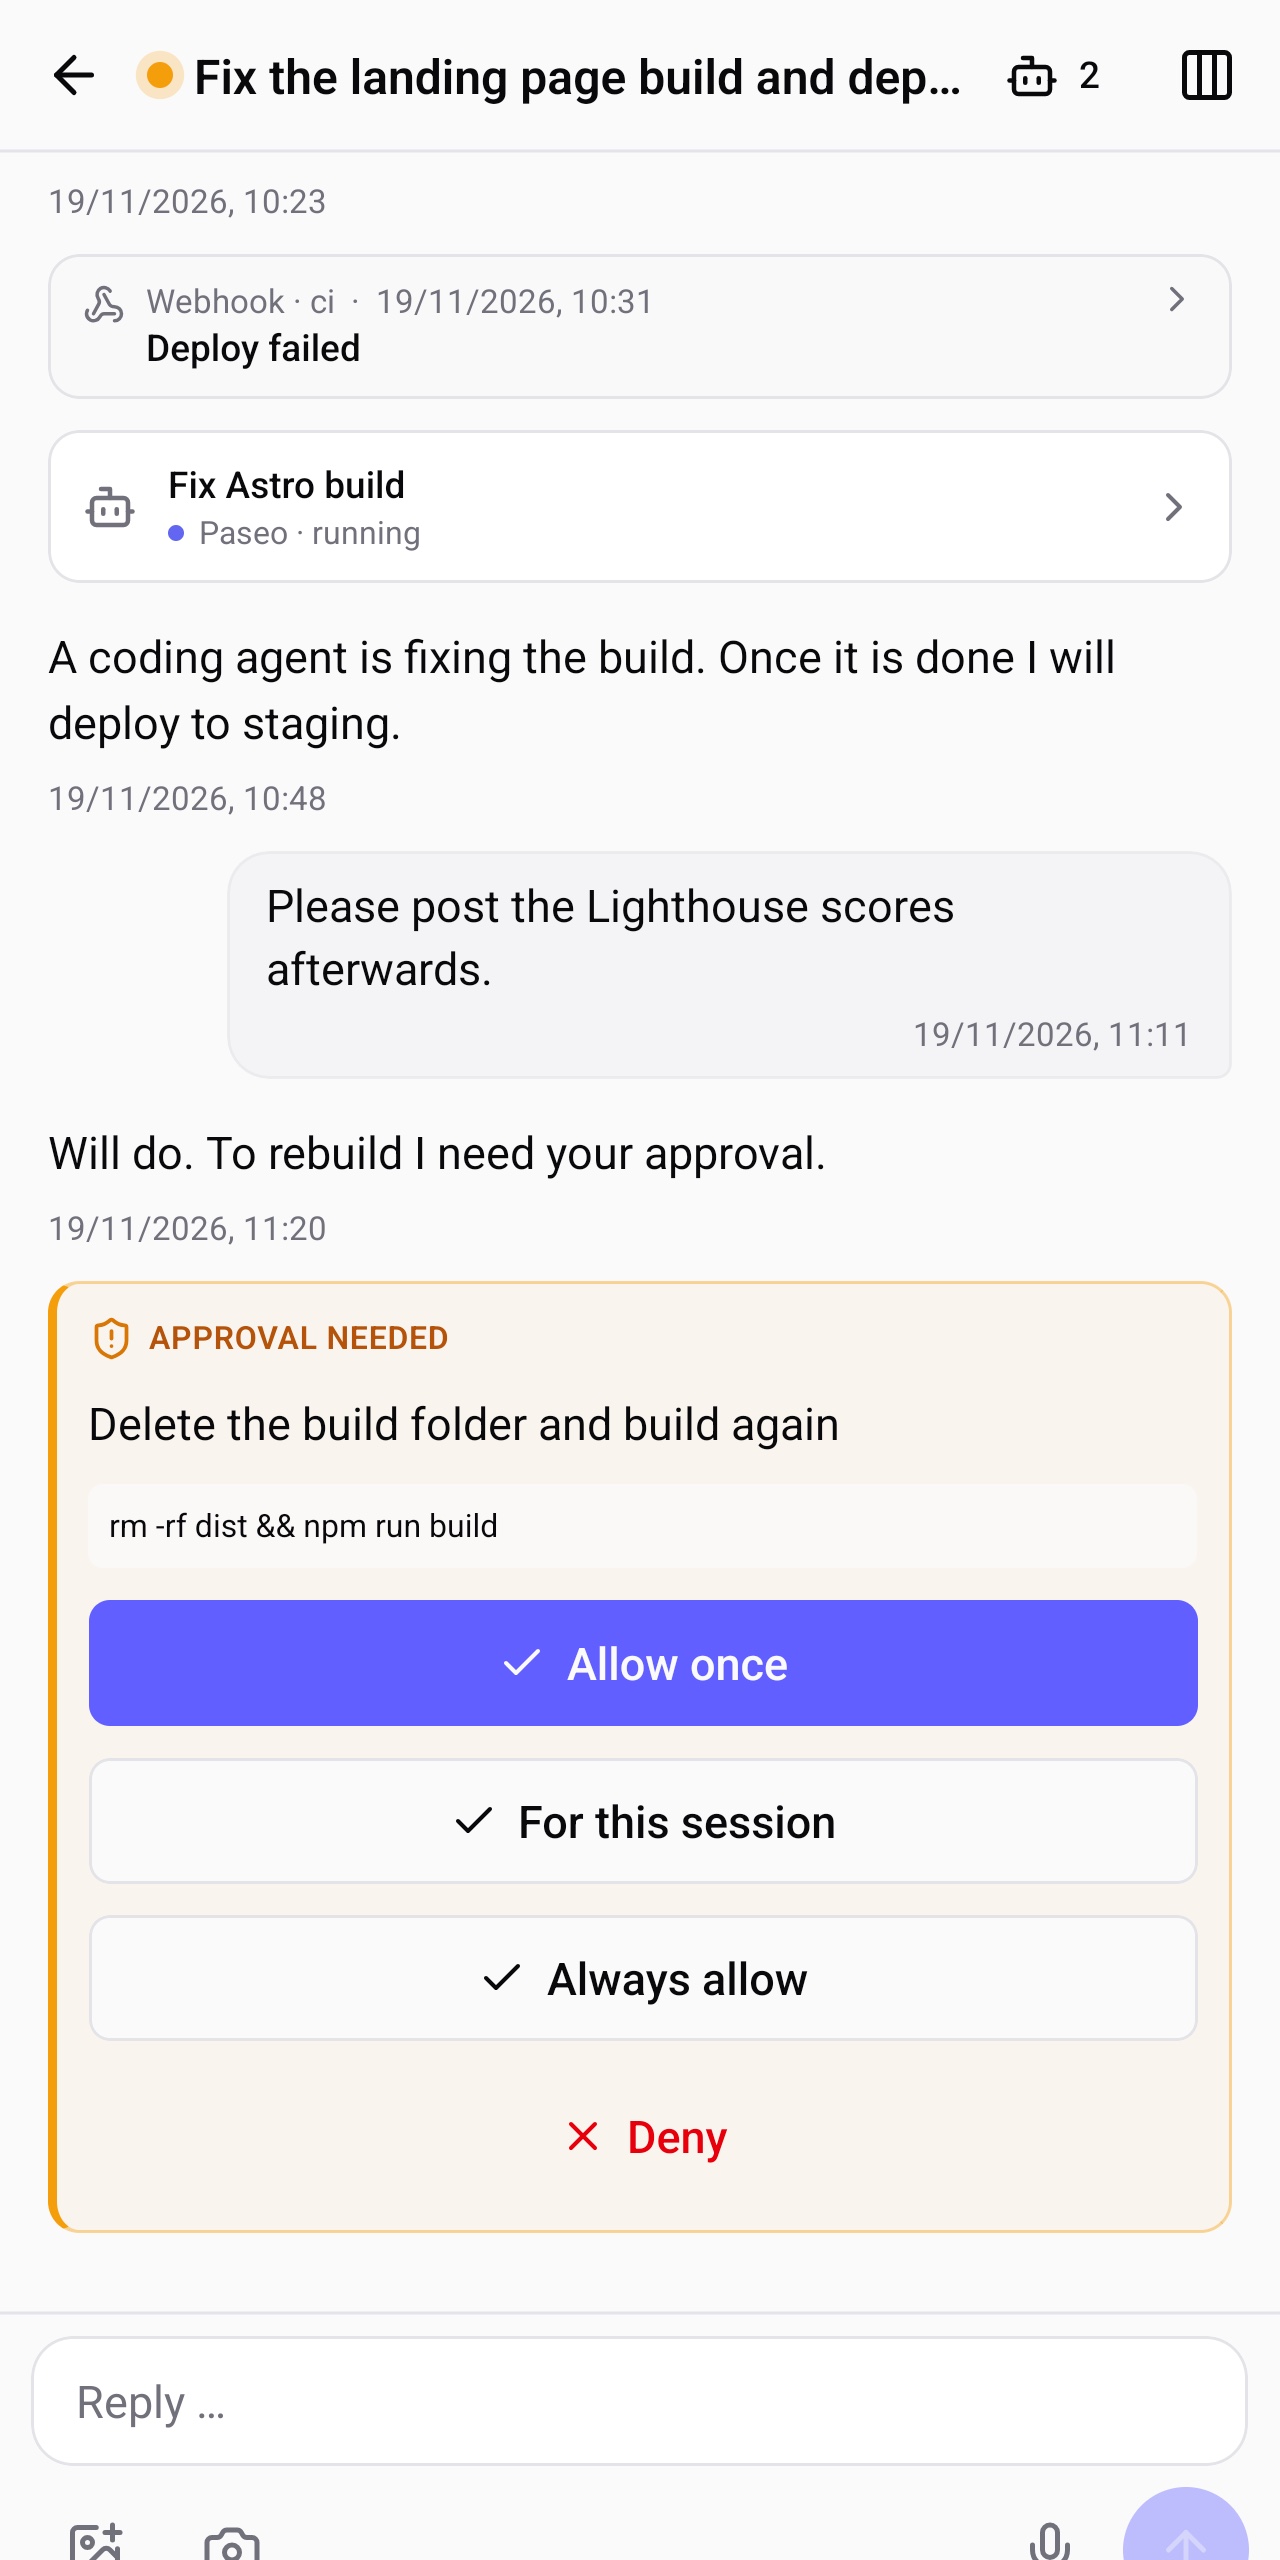 Fix the landing page build and dep…
2
19/11/2026, 10:23
Webhook · ci · 19/11/2026, 10:31
Deploy failed
Fix Astro build
Paseo · running
A coding agent is fixing the build. Once it is done I will
deploy to staging.
19/11/2026, 10:48
Please post the Lighthouse scores
afterwards.
19/11/2026, 11:11
Will do. To rebuild I need your approval.
19/11/2026, 11:20
APPROVAL NEEDED
Delete the build folder and build again
rm -rf dist && npm run build
Allow once
For this session
Always allow
Deny
Reply …